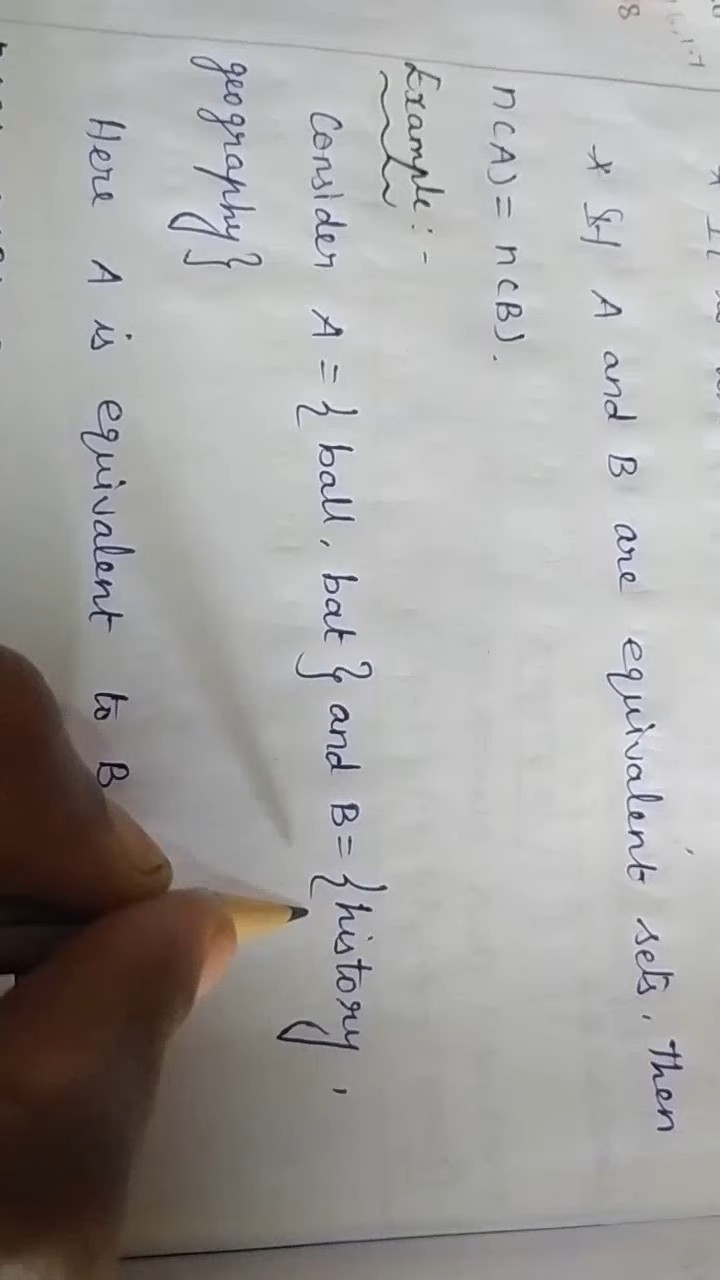 * If A and B are equivalent sets, Then
n(A) = n(B).
Example:-
Consider A = { ball, bat } and B = { history,
geography}
Here A is equivalent to B